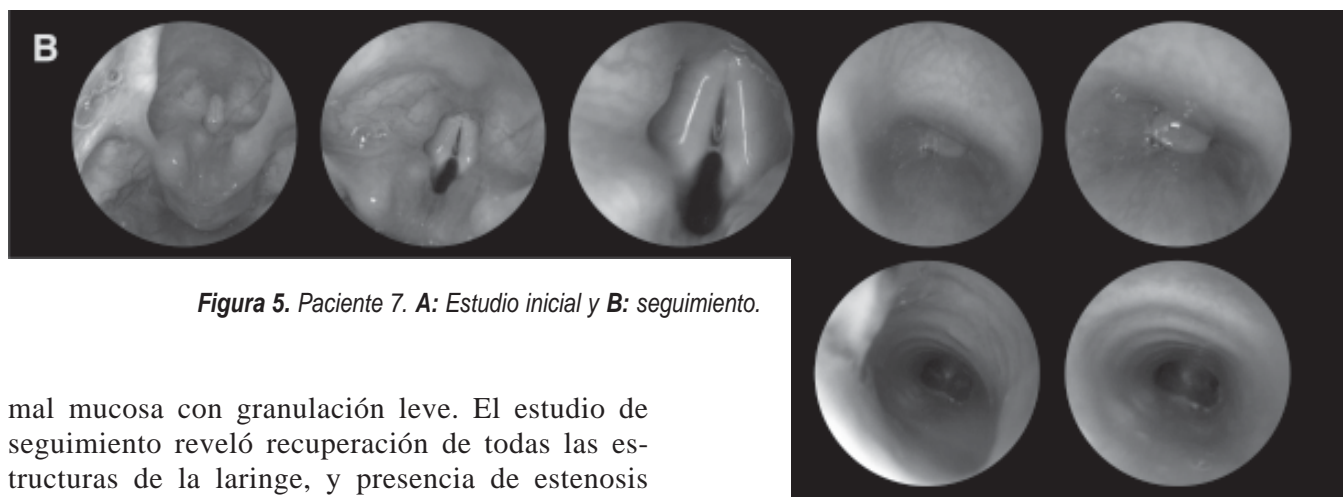 B
Figura 5. Paciente 7. A: Estudio inicial y B: seguimiento.
mal mucosa con granulación leve. El estudio de
seguimiento reveló recuperación de todas las es-
tructuras de la laringe, y presencia de estenosis